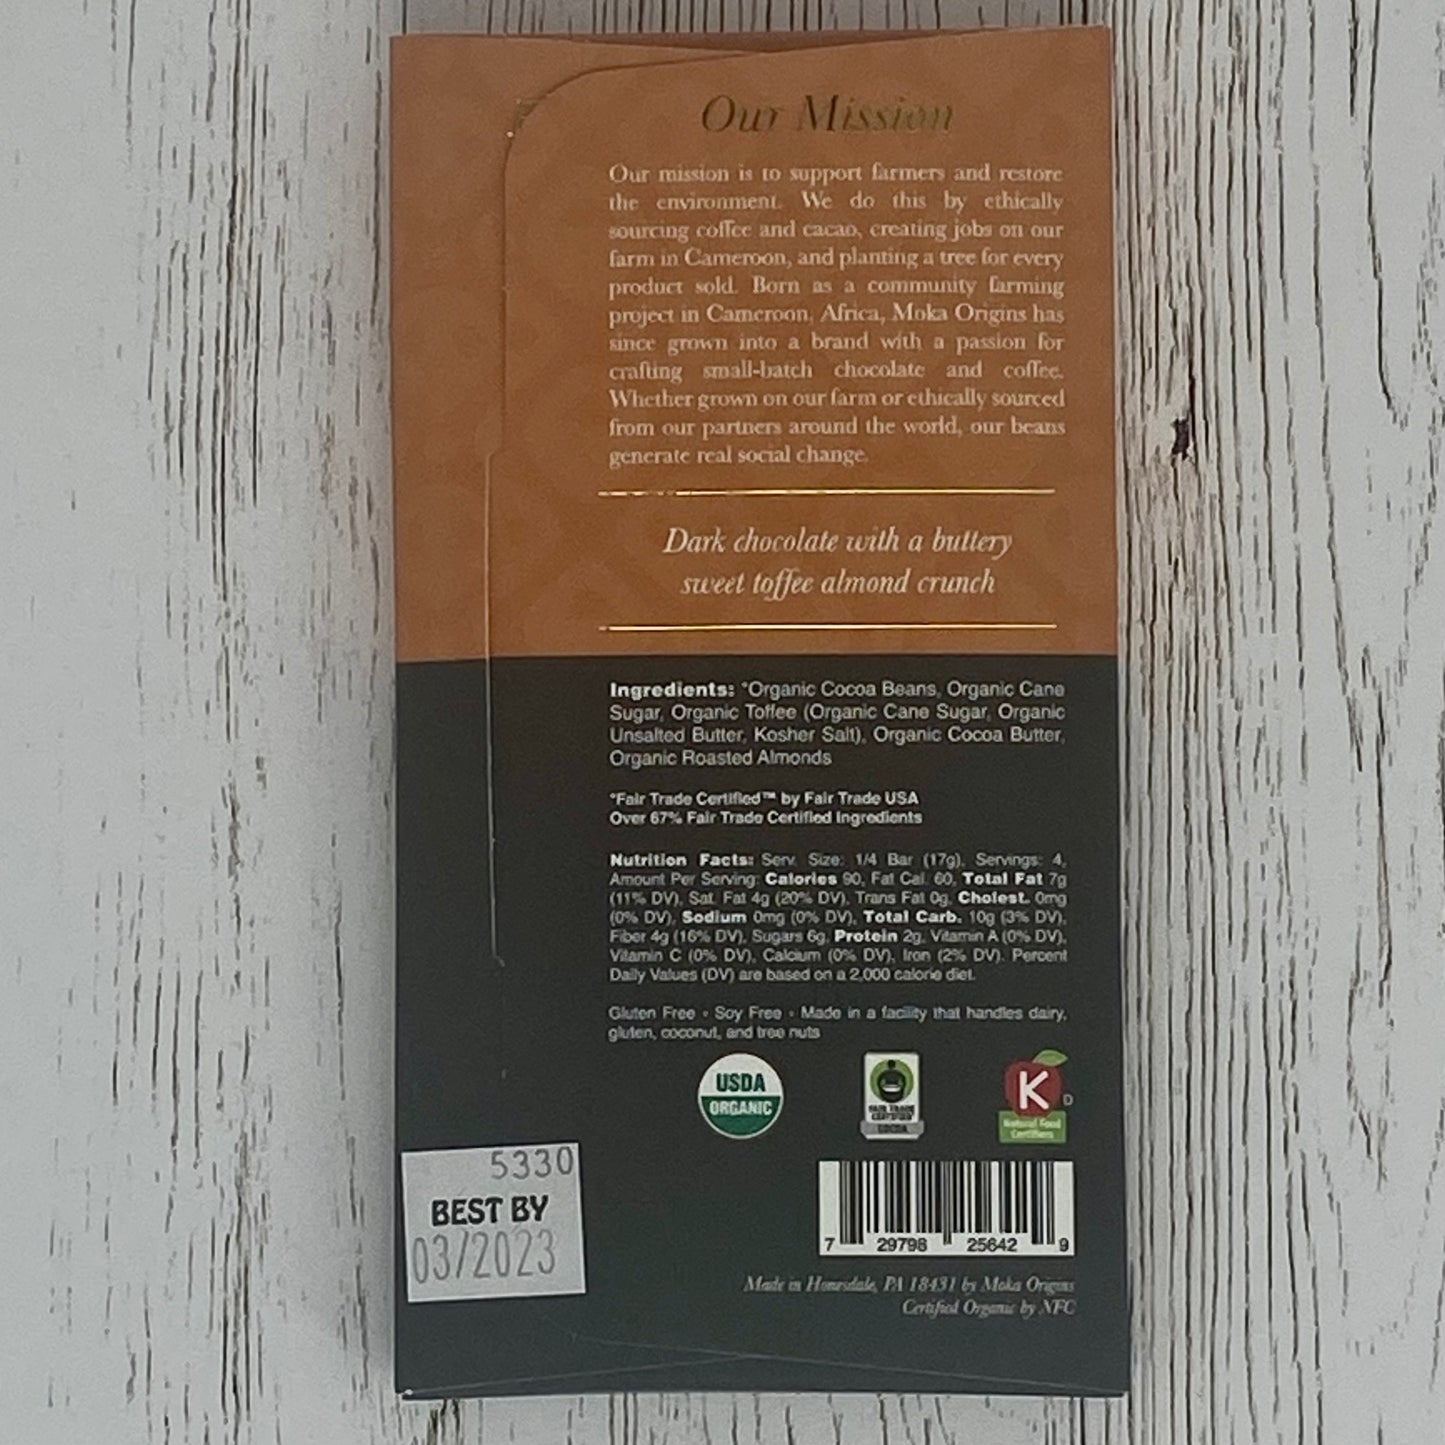 Our Mission
Our mission is to support farmers and restore
the environment. We do this by ethically
sourcing coffee and cacao, creating jobs on our
farm in Cameroon, and planting a tree for every
product sold. Born as a community farming
project in Cameroon, Africa, Moka Origins has
since grown into a brand with a passion for
crafting small-batch chocolate and coffee.
Whether grown on our farm or ethically sourced
from our partners around the world, our beans
generate real social change.
Dark chocolate with a buttery
sweet toffee almond crunch
Ingredients: *Organic Cocoa Beans, Organic Cane
Sugar, Organic Toffee (Organic Cane Sugar, Organic
Unsalted Butter, Kosher Salt), Organic Cocoa Butter,
Organic Roasted Almonds
*Fair Trade Certified™ by Fair Trade USA
Over 67% Fair Trade Certified Ingredients
Nutrition Facts: Serv. Size: 1/4 Bar (17g), Servings: 4,
Amount Per Serving: Calories 90, Fat Cal. 60, Total Fat 7g
(11% DV), Sat. Fat 4g (20% DV), Trans Fat 0g, Cholest. 0mg
(0% DV), Sodium 0mg (0% DV), Total Carb. 10g (3% DV),
Fiber 4g (16% DV), Sugars 6g, Protein 2g, Vitamin A (0% DV),
Vitamin C (0% DV), Calcium (0% DV), Iron (2% DV). Percent
Daily Values (DV) are based on a 2,000 calorie diet.
Gluten Free • Soy Free • Made in a facility that handles dairy,
gluten, coconut, and tree nuts
USDA
ORGANIC
FAIR TRADE
CERTIFIED
COCOA
K D
Natural Food
Certifiers
5330
BEST BY
03/2023
7 29798 25642 9
Made in Honesdale, PA 18431 by Moka Origins
Certified Organic by NFC